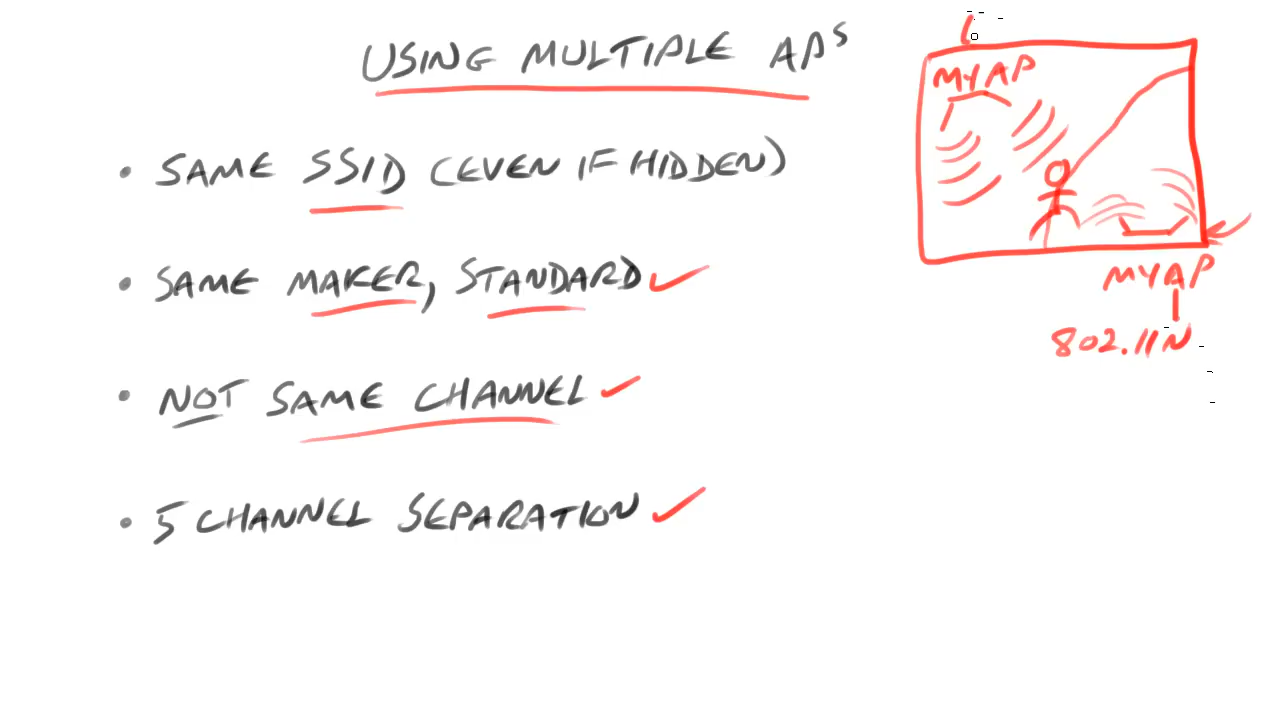 USING MULTIPLE APS
• SAME SSID (EVEN IF HIDDEN)
• SAME MAKER, STANDARD
• NOT SAME CHANNEL
• 5 CHANNEL SEPARATION
MYAP
MYAP
802.11N